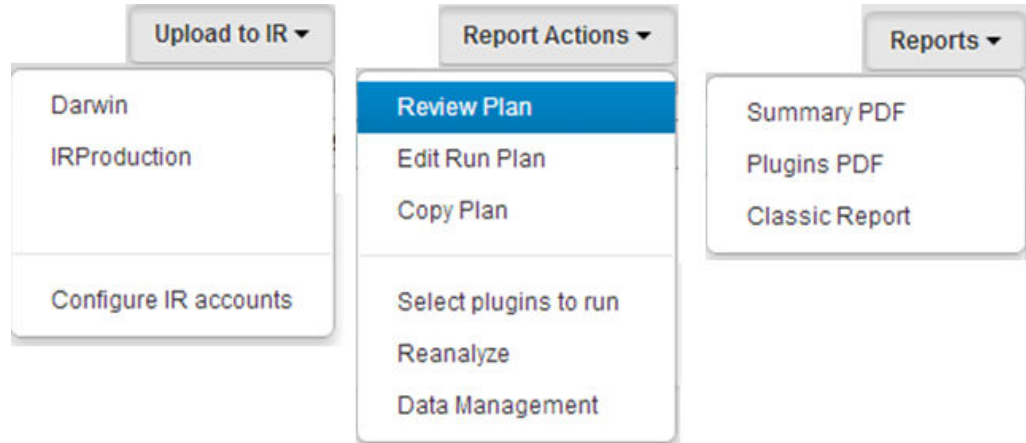 Upload to IR
Darwin
IRProduction
Configure IR accounts
Report Actions
Review Plan
Edit Run Plan
Copy Plan
Select plugins to run
Reanalyze
Data Management
Reports
Summary PDF
Plugins PDF
Classic Report